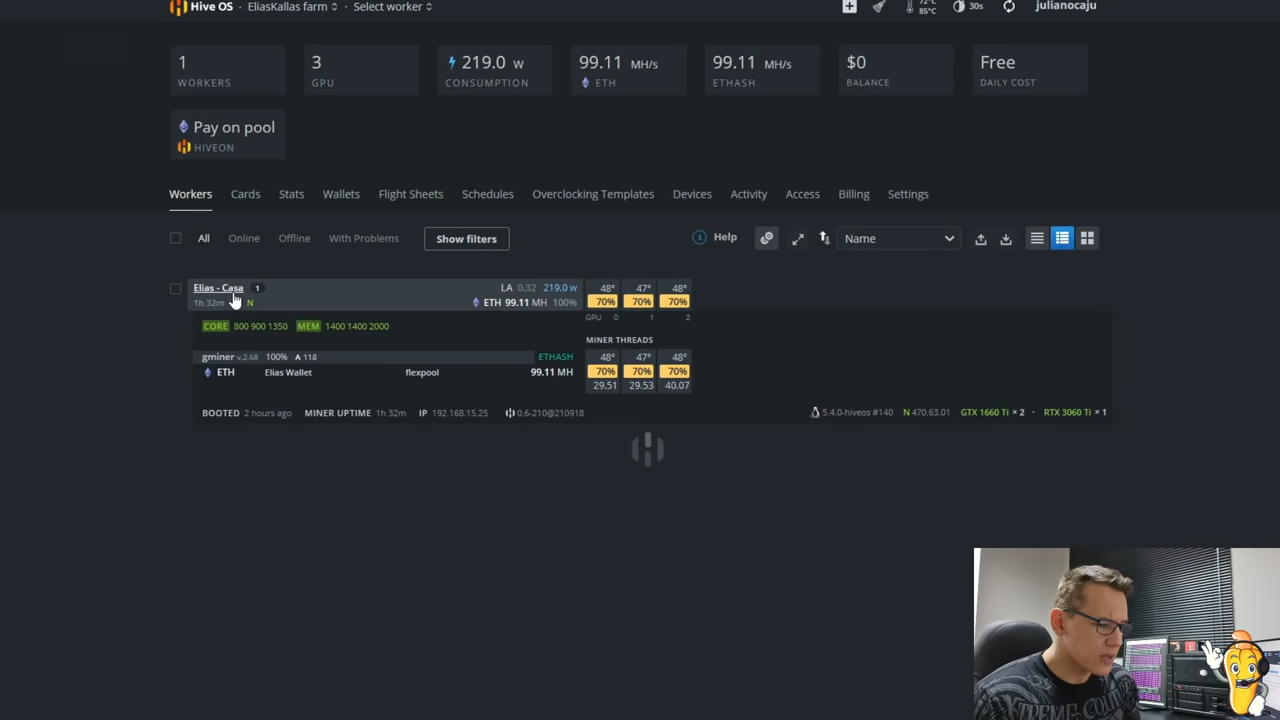 Hive OS EliasKallas farm Select worker 72°C 85°C 30s julianocaju
1 WORKERS
3 GPU
219.0 W CONSUMPTION
99.11 MH/s ETH
99.11 MH/s ETHASH
$0 BALANCE
Free DAILY COST
Pay on pool
HIVEON
Workers Cards Stats Wallets Flight Sheets Schedules Overclocking Templates Devices Activity Access Billing Settings
All Online Offline With Problems Show filters Help Name
Elias - Casa 1 LA 0.32 219.0 w 48° 47° 48°
1h 32m N ETH 99.11 MH 100% 70% 70% 70%
GPU 0 1 2
CORE 800 900 1350 MEM 1400 1400 2000
MINER THREADS
gminer v.2.68 100% A 118 ETHASH 48° 47° 48°
ETH Elias Wallet flexpool 99.11 MH 70% 70% 70%
29.51 29.53 40.07
BOOTED 2 hours ago MINER UPTIME 1h 32m IP 192.168.15.25 0.6-210@210918 5.4.0-hiveos #140 N 470.63.01 GTX 1660 Ti × 2 · RTX 3060 Ti × 1